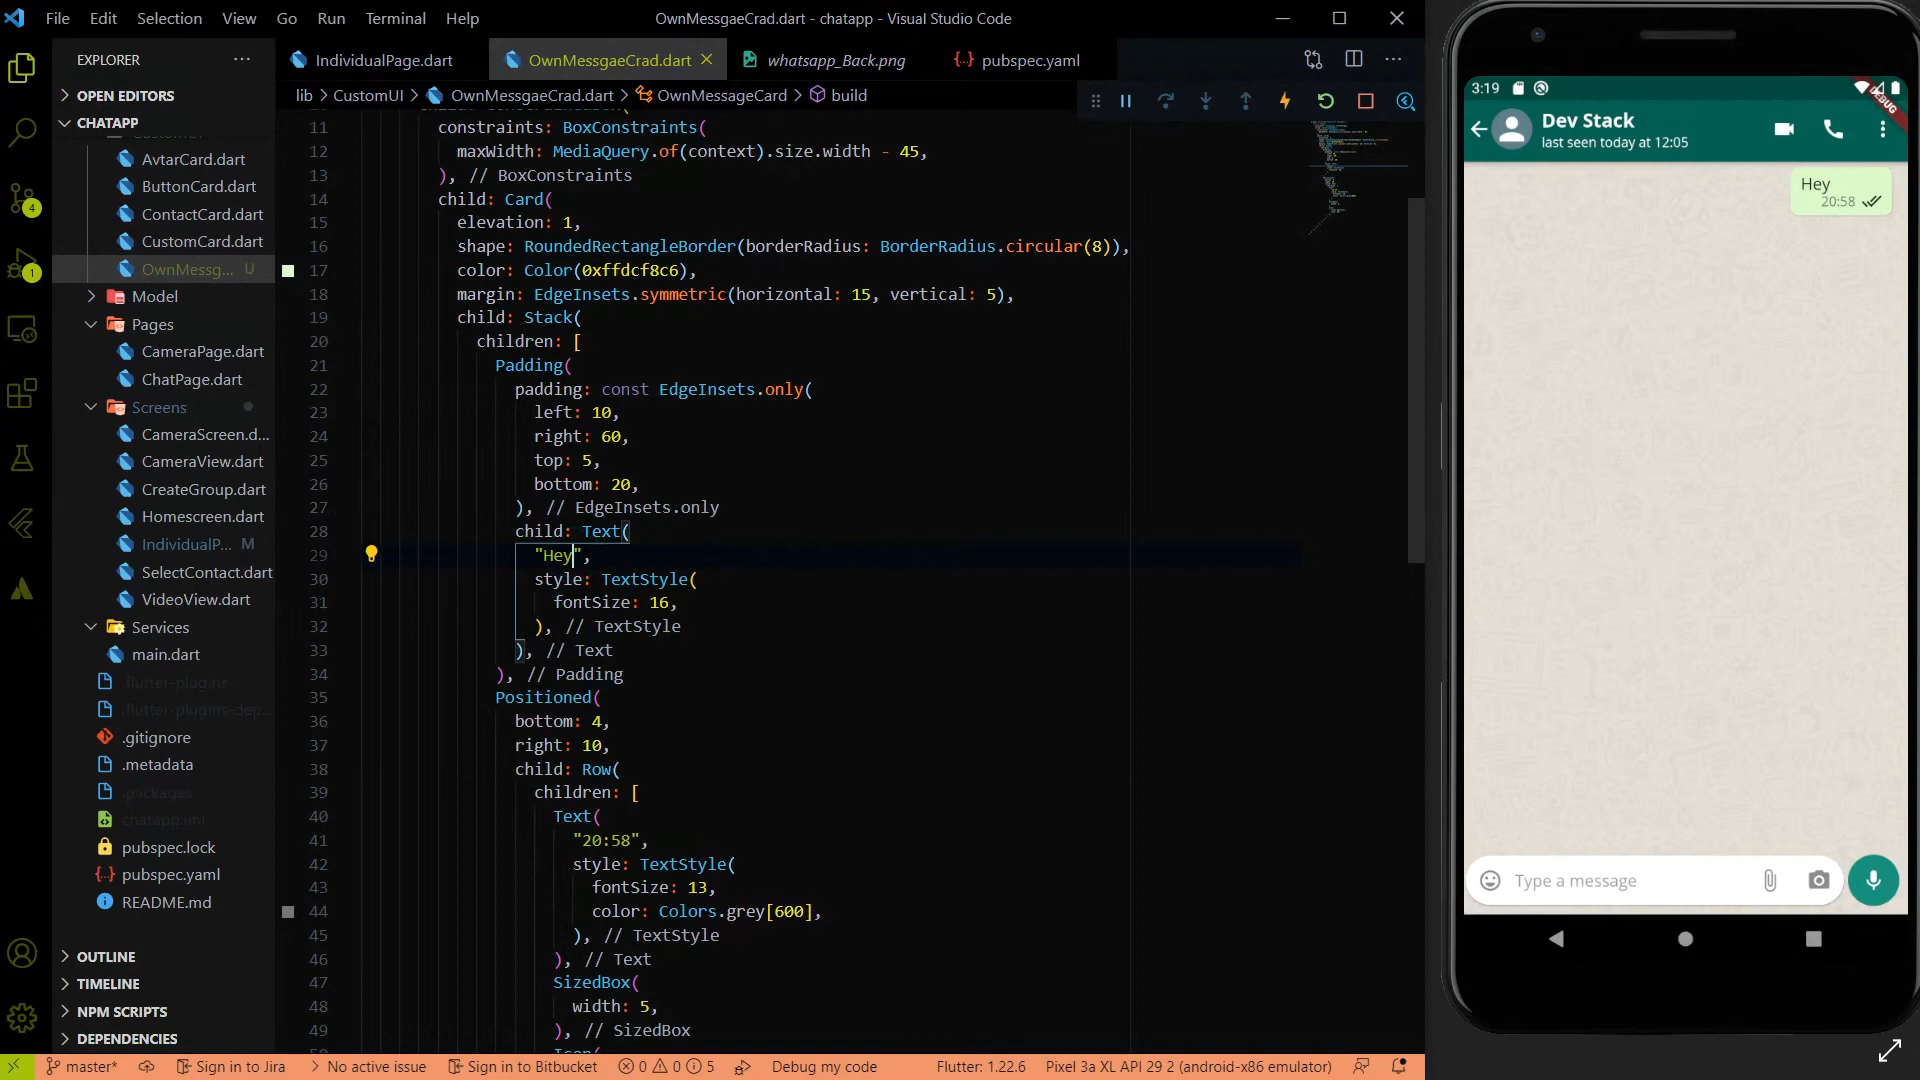 File Edit Selection View Go Run Terminal Help
OwnMessgaeCrad.dart - chatapp - Visual Studio Code
EXPLORER
IndividualPage.dart
OwnMessgaeCrad.dart
whatsapp_Back.png
pubspec.yaml
lib > CustomUI > OwnMessgaeCrad.dart > OwnMessageCard > build
OPEN EDITORS
CHATAPP
AvtarCard.dart
ButtonCard.dart
ContactCard.dart
CustomCard.dart
OwnMessg... U
Model
Pages
CameraPage.dart
ChatPage.dart
Screens
CameraScreen.d...
CameraView.dart
CreateGroup.dart
Homescreen.dart
IndividualP... M
SelectContact.dart
VideoView.dart
Services
main.dart
.flutter-plugins
.flutter-plugins-dep...
.gitignore
.metadata
.packages
chatapp.iml
pubspec.lock
pubspec.yaml
README.md
OUTLINE
TIMELINE
NPM SCRIPTS
DEPENDENCIES
4
1
11 constraints: BoxConstraints(
12 maxWidth: MediaQuery.of(context).size.width - 45,
13 ), // BoxConstraints
14 child: Card(
15 elevation: 1,
16 shape: RoundedRectangleBorder(borderRadius: BorderRadius.circular(8)),
17 color: Color(0xffdcf8c6),
18 margin: EdgeInsets.symmetric(horizontal: 15, vertical: 5),
19 child: Stack(
20 children: [
21 Padding(
22 padding: const EdgeInsets.only(
23 left: 10,
24 right: 60,
25 top: 5,
26 bottom: 20,
27 ), // EdgeInsets.only
28 child: Text(
29 "Hey",
30 style: TextStyle(
31 fontSize: 16,
32 ), // TextStyle
33 ), // Text
34 ), // Padding
35 Positioned(
36 bottom: 4,
37 right: 10,
38 child: Row(
39 children: [
40 Text(
41 "20:58",
42 style: TextStyle(
43 fontSize: 13,
44 color: Colors.grey[600],
45 ), // TextStyle
46 ), // Text
47 SizedBox(
48 width: 5,
49 ), // SizedBox
master*
Sign in to Jira
No active issue
Sign in to Bitbucket
0 0 5
Debug my code
Flutter: 1.22.6
Pixel 3a XL API 29 2 (android-x86 emulator)
3:19
DEBUG
Dev Stack
last seen today at 12:05
Hey
20:58
Type a message